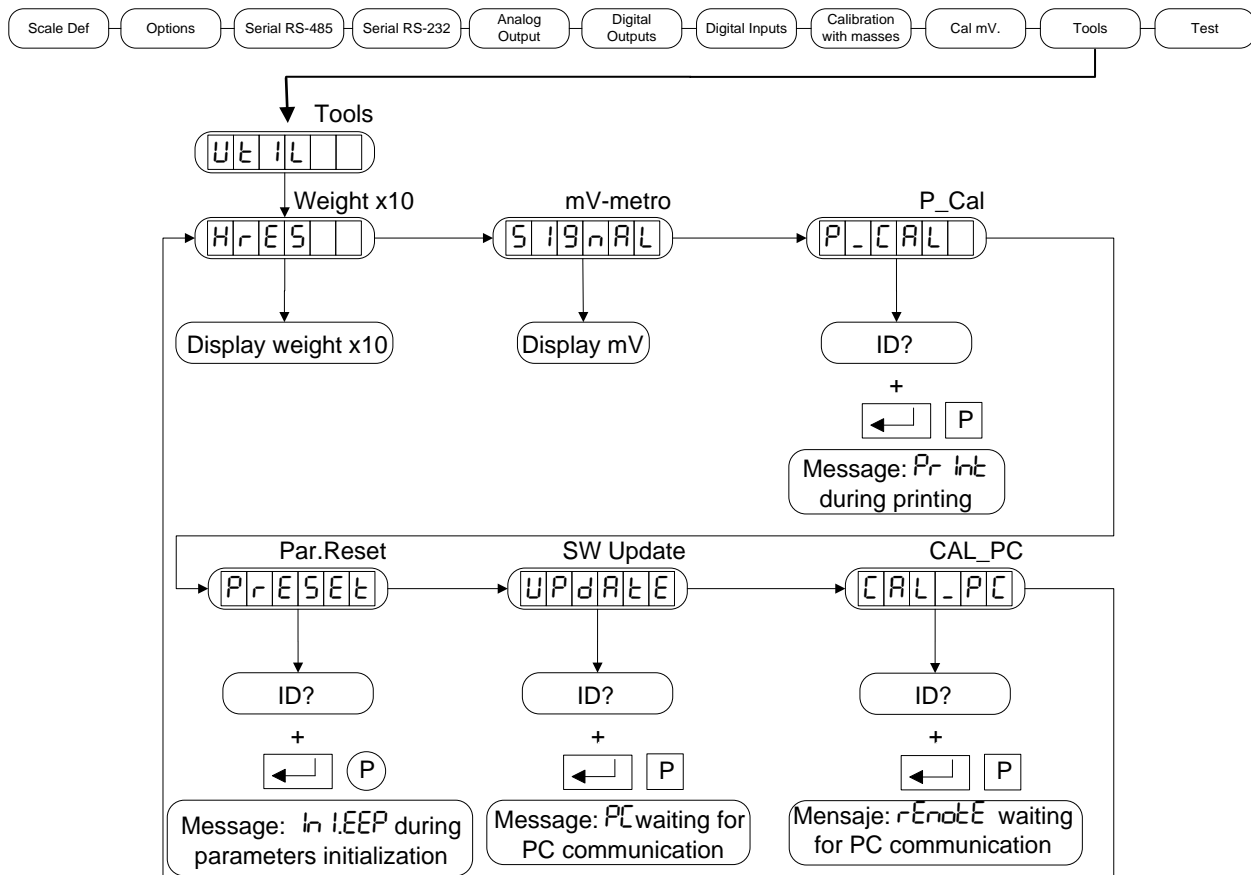 Scale Def
Options
Serial RS-485
Serial RS-232
Analog
Output
Digital
Outputs
Digital Inputs
Calibration
with masses
Cal mV.
Tools
Test
Tools
UtIL
Weight x10
mV-metro
P_Cal
HrES
SIGnAL
P_CAL
Display weight x10
Display mV
ID?
+
P
Message: PrInt
during printing
Par.Reset
SW Update
CAL_PC
PrESEt
UPdAtE
CAL_PC
ID?
ID?
ID?
+
+
+
P
P
P
Message: InI.EEP during
parameters initialization
Message: PC waiting for
PC communication
Mensaje: rEmotE waiting
for PC communication